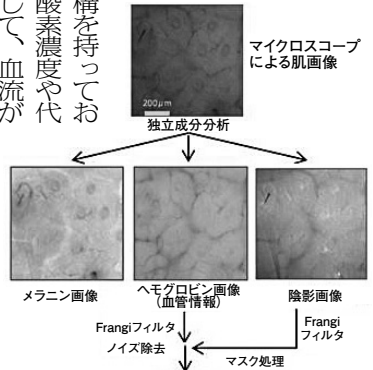 構を持ってお
酸素濃度や代
して、血流が
マイクロスコープ
による肌画像
200μm
独立成分分析
メラニン画像
ヘモグロビン画像
(血管情報)
陰影画像
Frangiフィルタ
ノイズ除去
Frangi
フィルタ
マスク処理